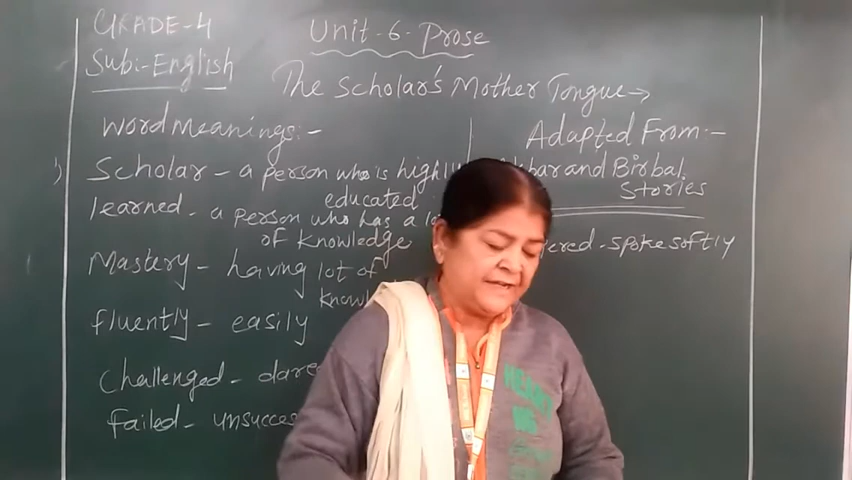 GRADE-4
Unit-6-Prose
Sub:-English
The Scholar's Mother Tongue→
Word Meanings:-
Scholar - a person who is highly
educated
learned - a person who has a
of knowledge
Mastery - having lot of
fluently - easily
Challenged - dare
failed - unsucces
Adapted From:-
Akbar and Birbal
Stories
ered - spoke softly
HEART